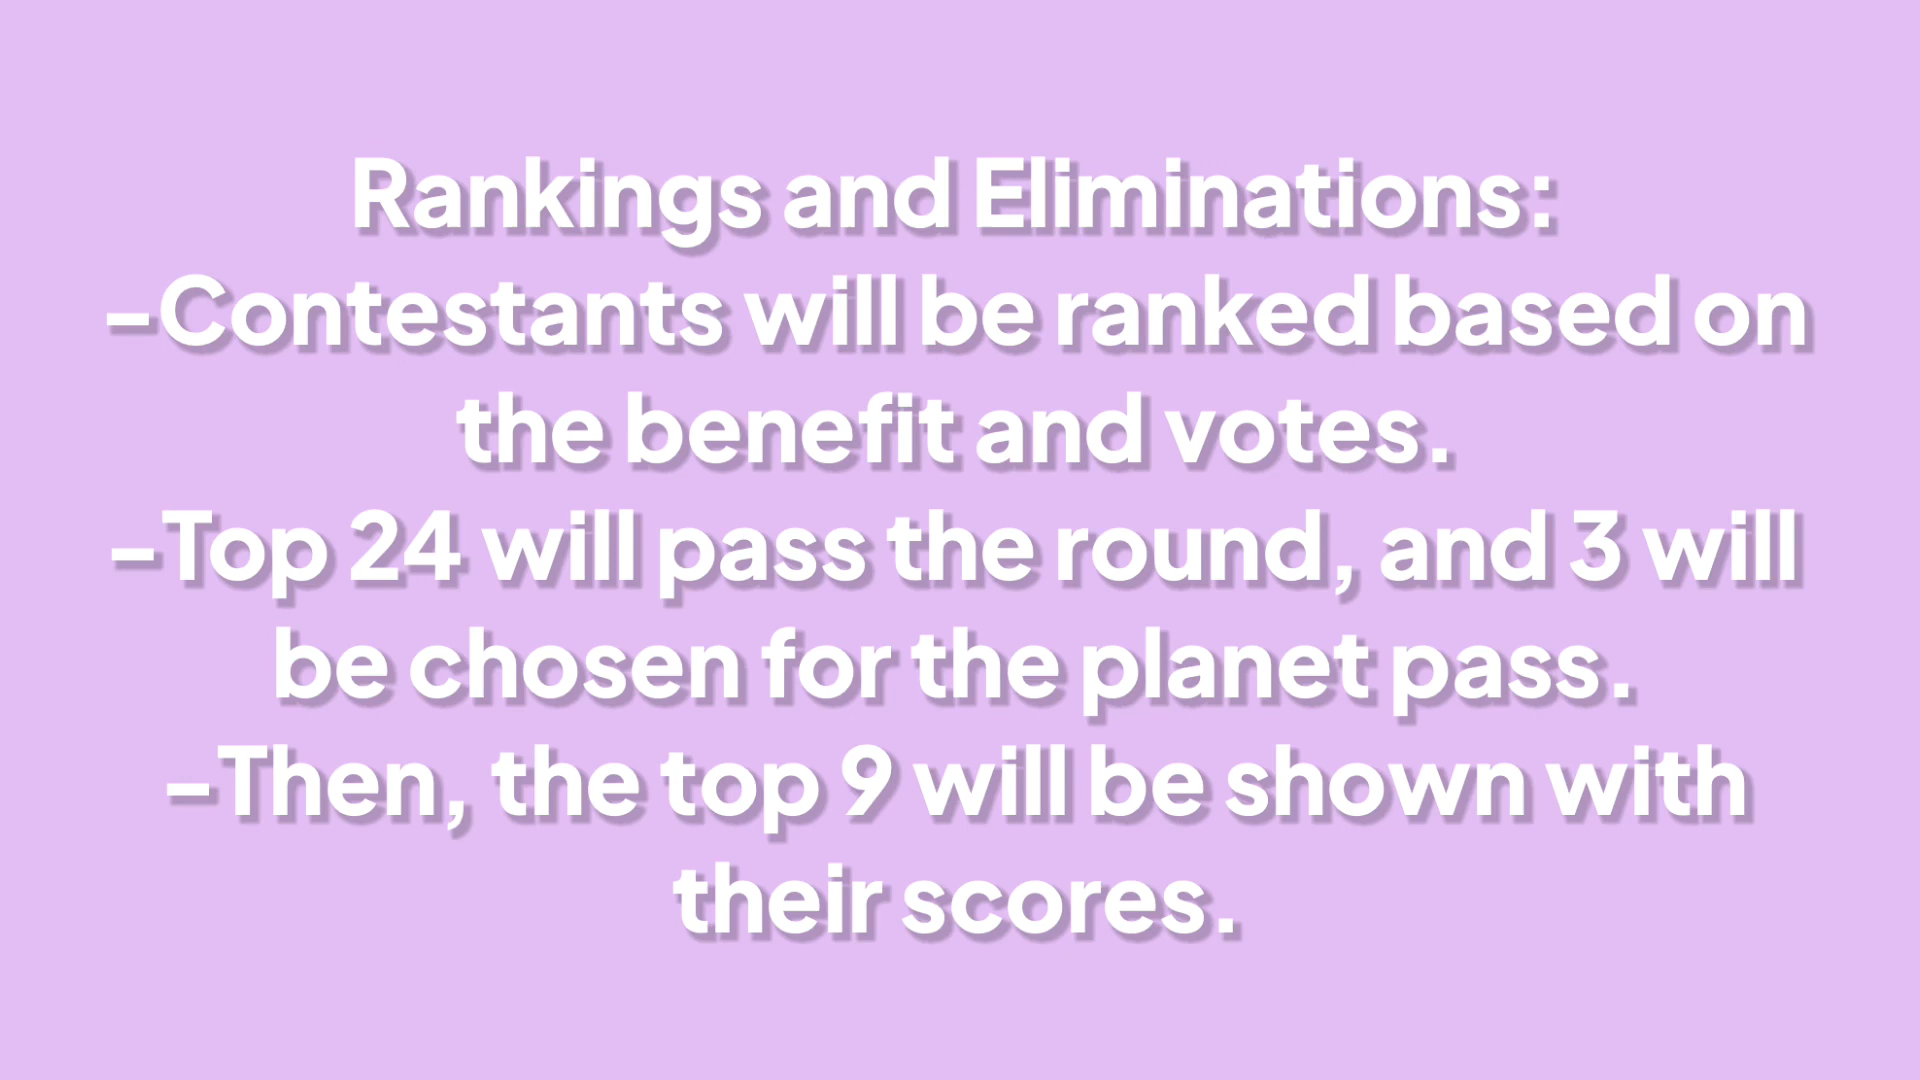 Rankings and Eliminations:
-Contestants will be ranked based on
the benefit and votes.
-Top 24 will pass the round, and 3 will
be chosen for the planet pass.
-Then, the top 9 will be shown with
their scores.